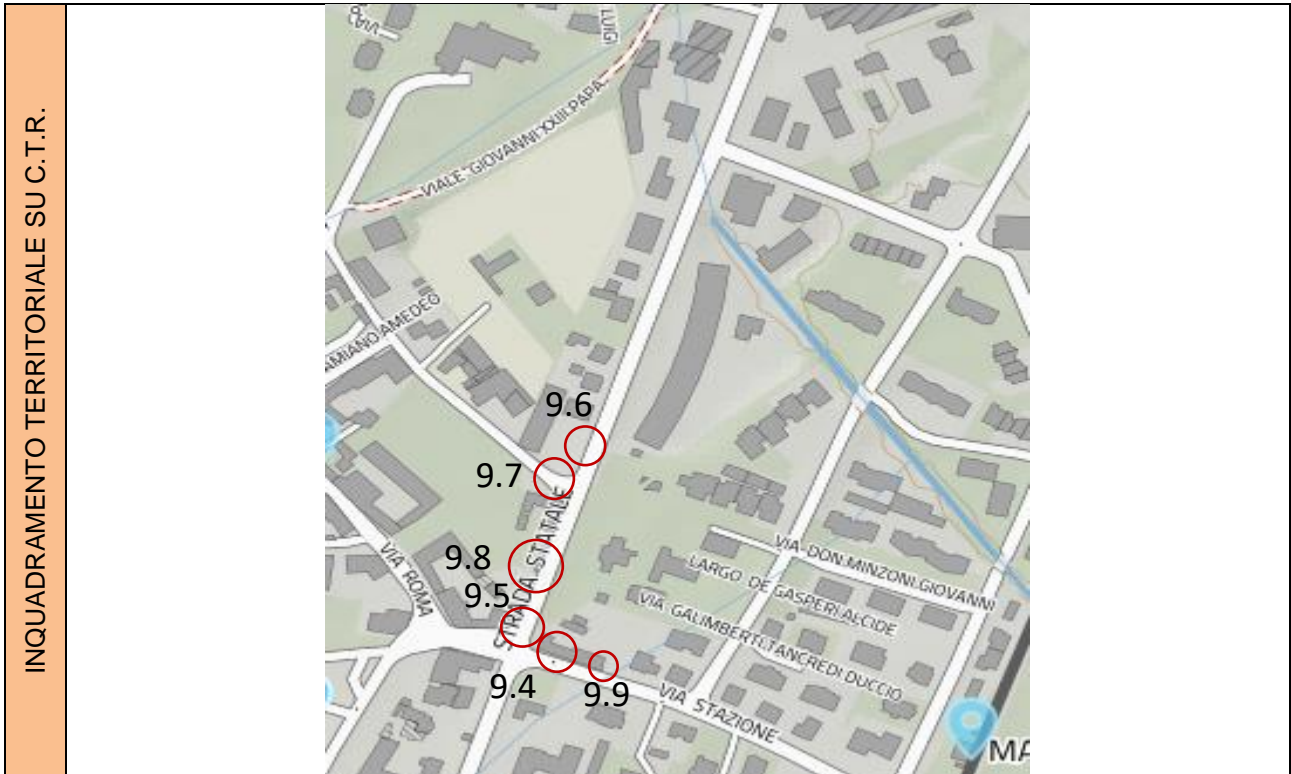 INQUADRAMENTO TERRITORIALE SU C.T.R.
VIA
LUIGI
VIALE GIOVANNI XXIII PAPA
AMIANO AMEDEO
9.6
9.7
STRADA STATALE
9.8
9.5
VIA ROMA
VIA DON MINZONI GIOVANNI
LARGO DE GASPERI ALCIDE
VIA GALIMBERTI TANCREDI DUCCIO
9.4
9.9
VIA STAZIONE
MA